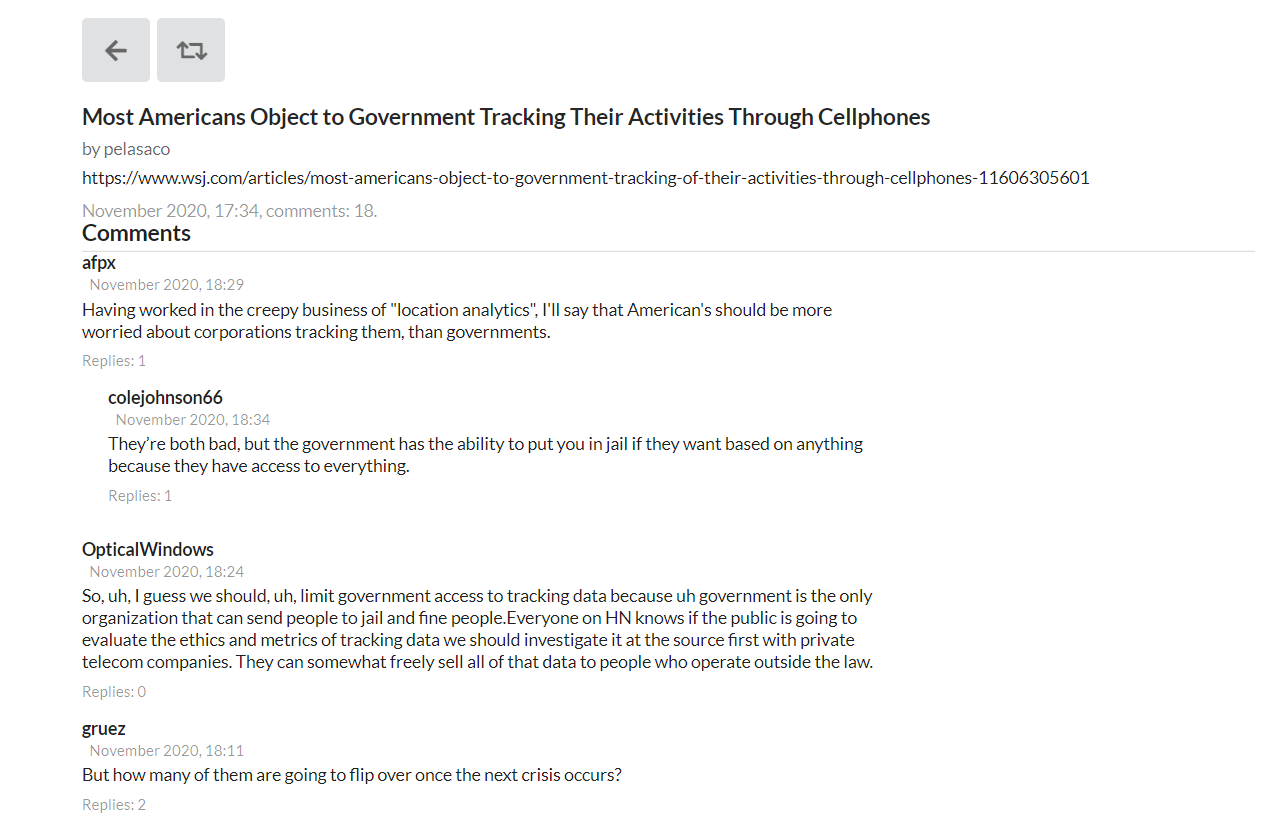 Most Americans Object to Government Tracking Their Activities Through Cellphones
by pelasaco
https://www.wsj.com/articles/most-americans-object-to-government-tracking-of-their-activities-through-cellphones-11606305601
November 2020, 17:34, comments: 18.
Comments
afpx
November 2020, 18:29
Having worked in the creepy business of "location analytics", I'll say that American's should be more
worried about corporations tracking them, than governments.
Replies: 1
colejohnson66
November 2020, 18:34
They’re both bad, but the government has the ability to put you in jail if they want based on anything
because they have access to everything.
Replies: 1
OpticalWindows
November 2020, 18:24
So, uh, I guess we should, uh, limit government access to tracking data because uh government is the only
organization that can send people to jail and fine people.Everyone on HN knows if the public is going to
evaluate the ethics and metrics of tracking data we should investigate it at the source first with private
telecom companies. They can somewhat freely sell all of that data to people who operate outside the law.
Replies: 0
gruez
November 2020, 18:11
But how many of them are going to flip over once the next crisis occurs?
Replies: 2